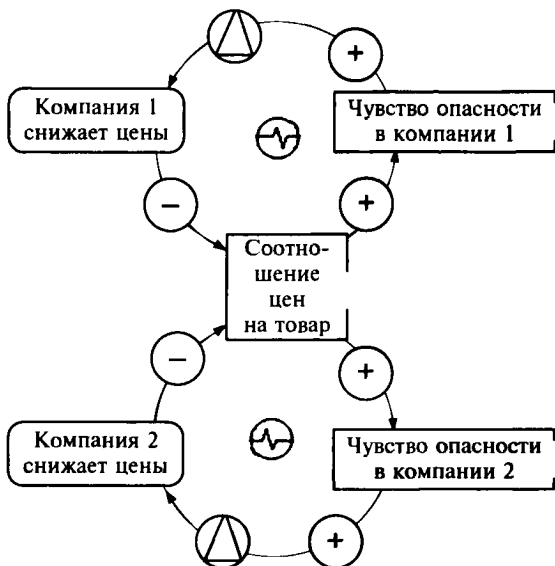 +
Компания 1
снижает цены
Чувство опасности
в компании 1
−
+
Соотно-
шение
цен
на товар
−
+
Компания 2
снижает цены
Чувство опасности
в компании 2
+